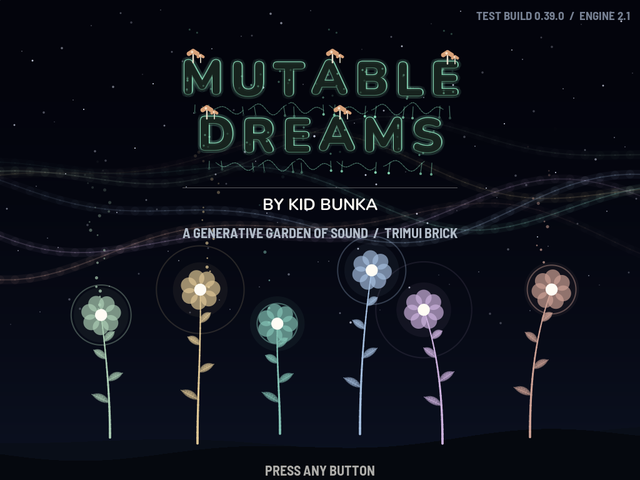 TEST BUILD 0.39.0 / ENGINE 2.1
MUTABLE
DREAMS
BY KID BUNKA
A GENERATIVE GARDEN OF SOUND / TRIMUI BRICK
PRESS ANY BUTTON